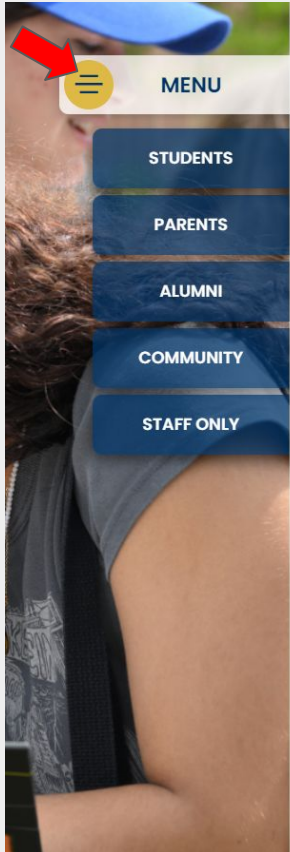 MENU
STUDENTS
PARENTS
ALUMNI
COMMUNITY
STAFF ONLY